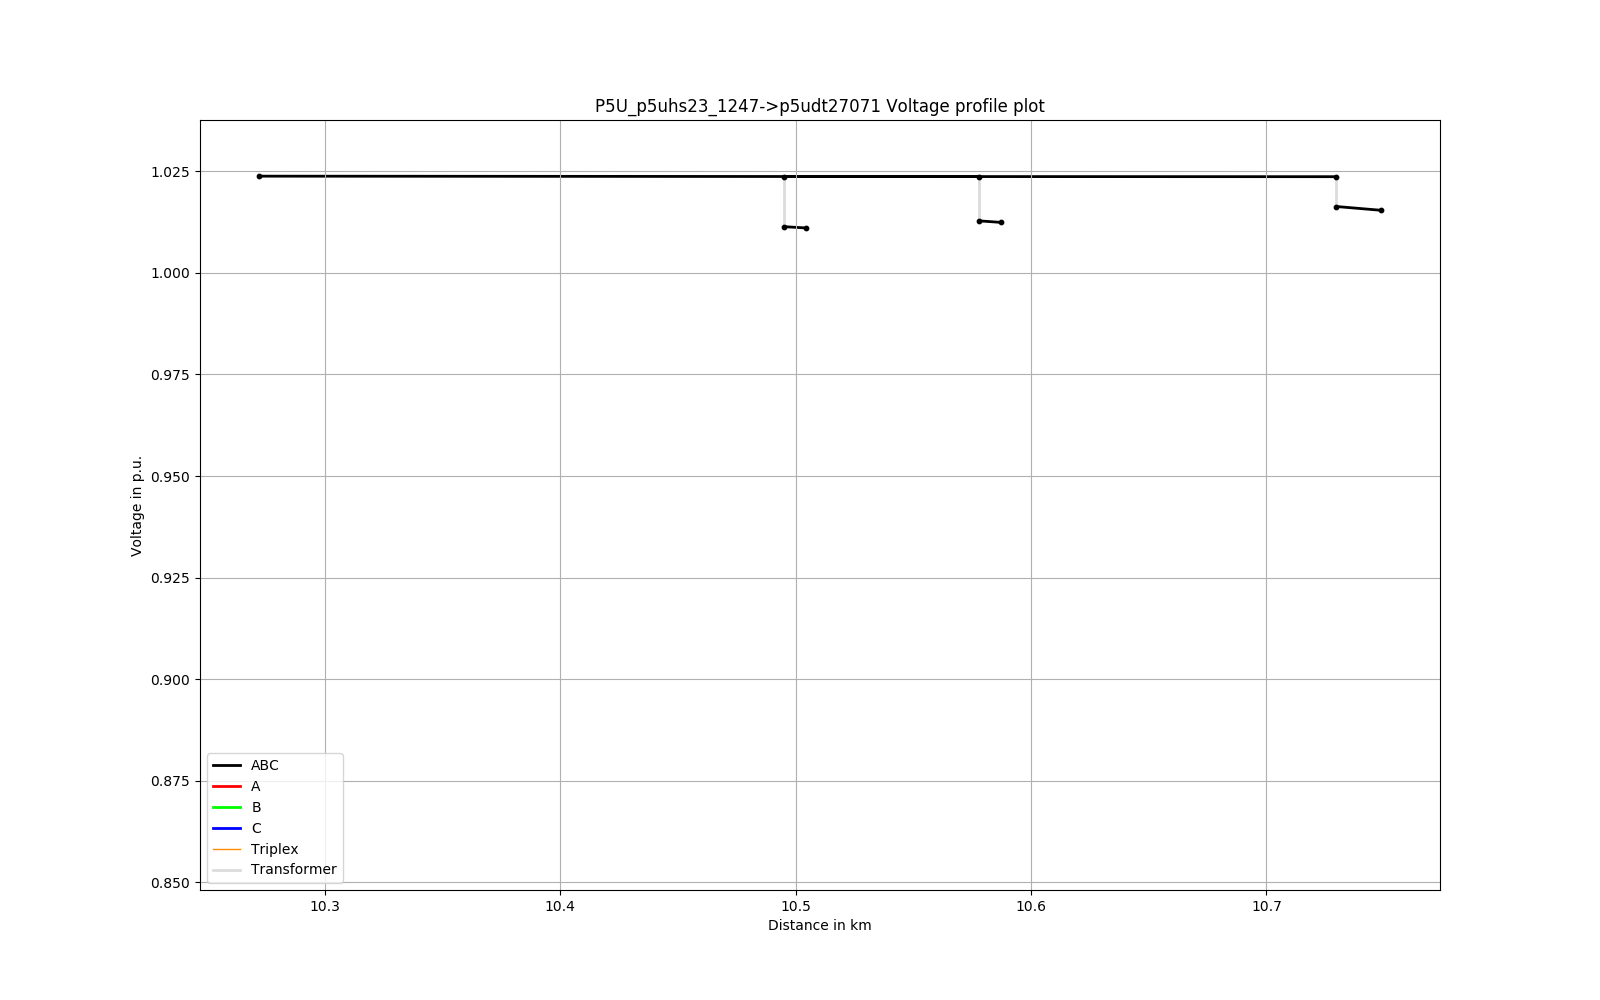 P5U_p5uhs23_1247->p5udt27071 Voltage profile plot
1.025
1.000
0.975
0.950
0.925
0.900
0.875
0.850
Voltage in p.u.
ABC
A
B
C
Triplex
Transformer
10.3
10.4
10.5
10.6
10.7
Distance in km